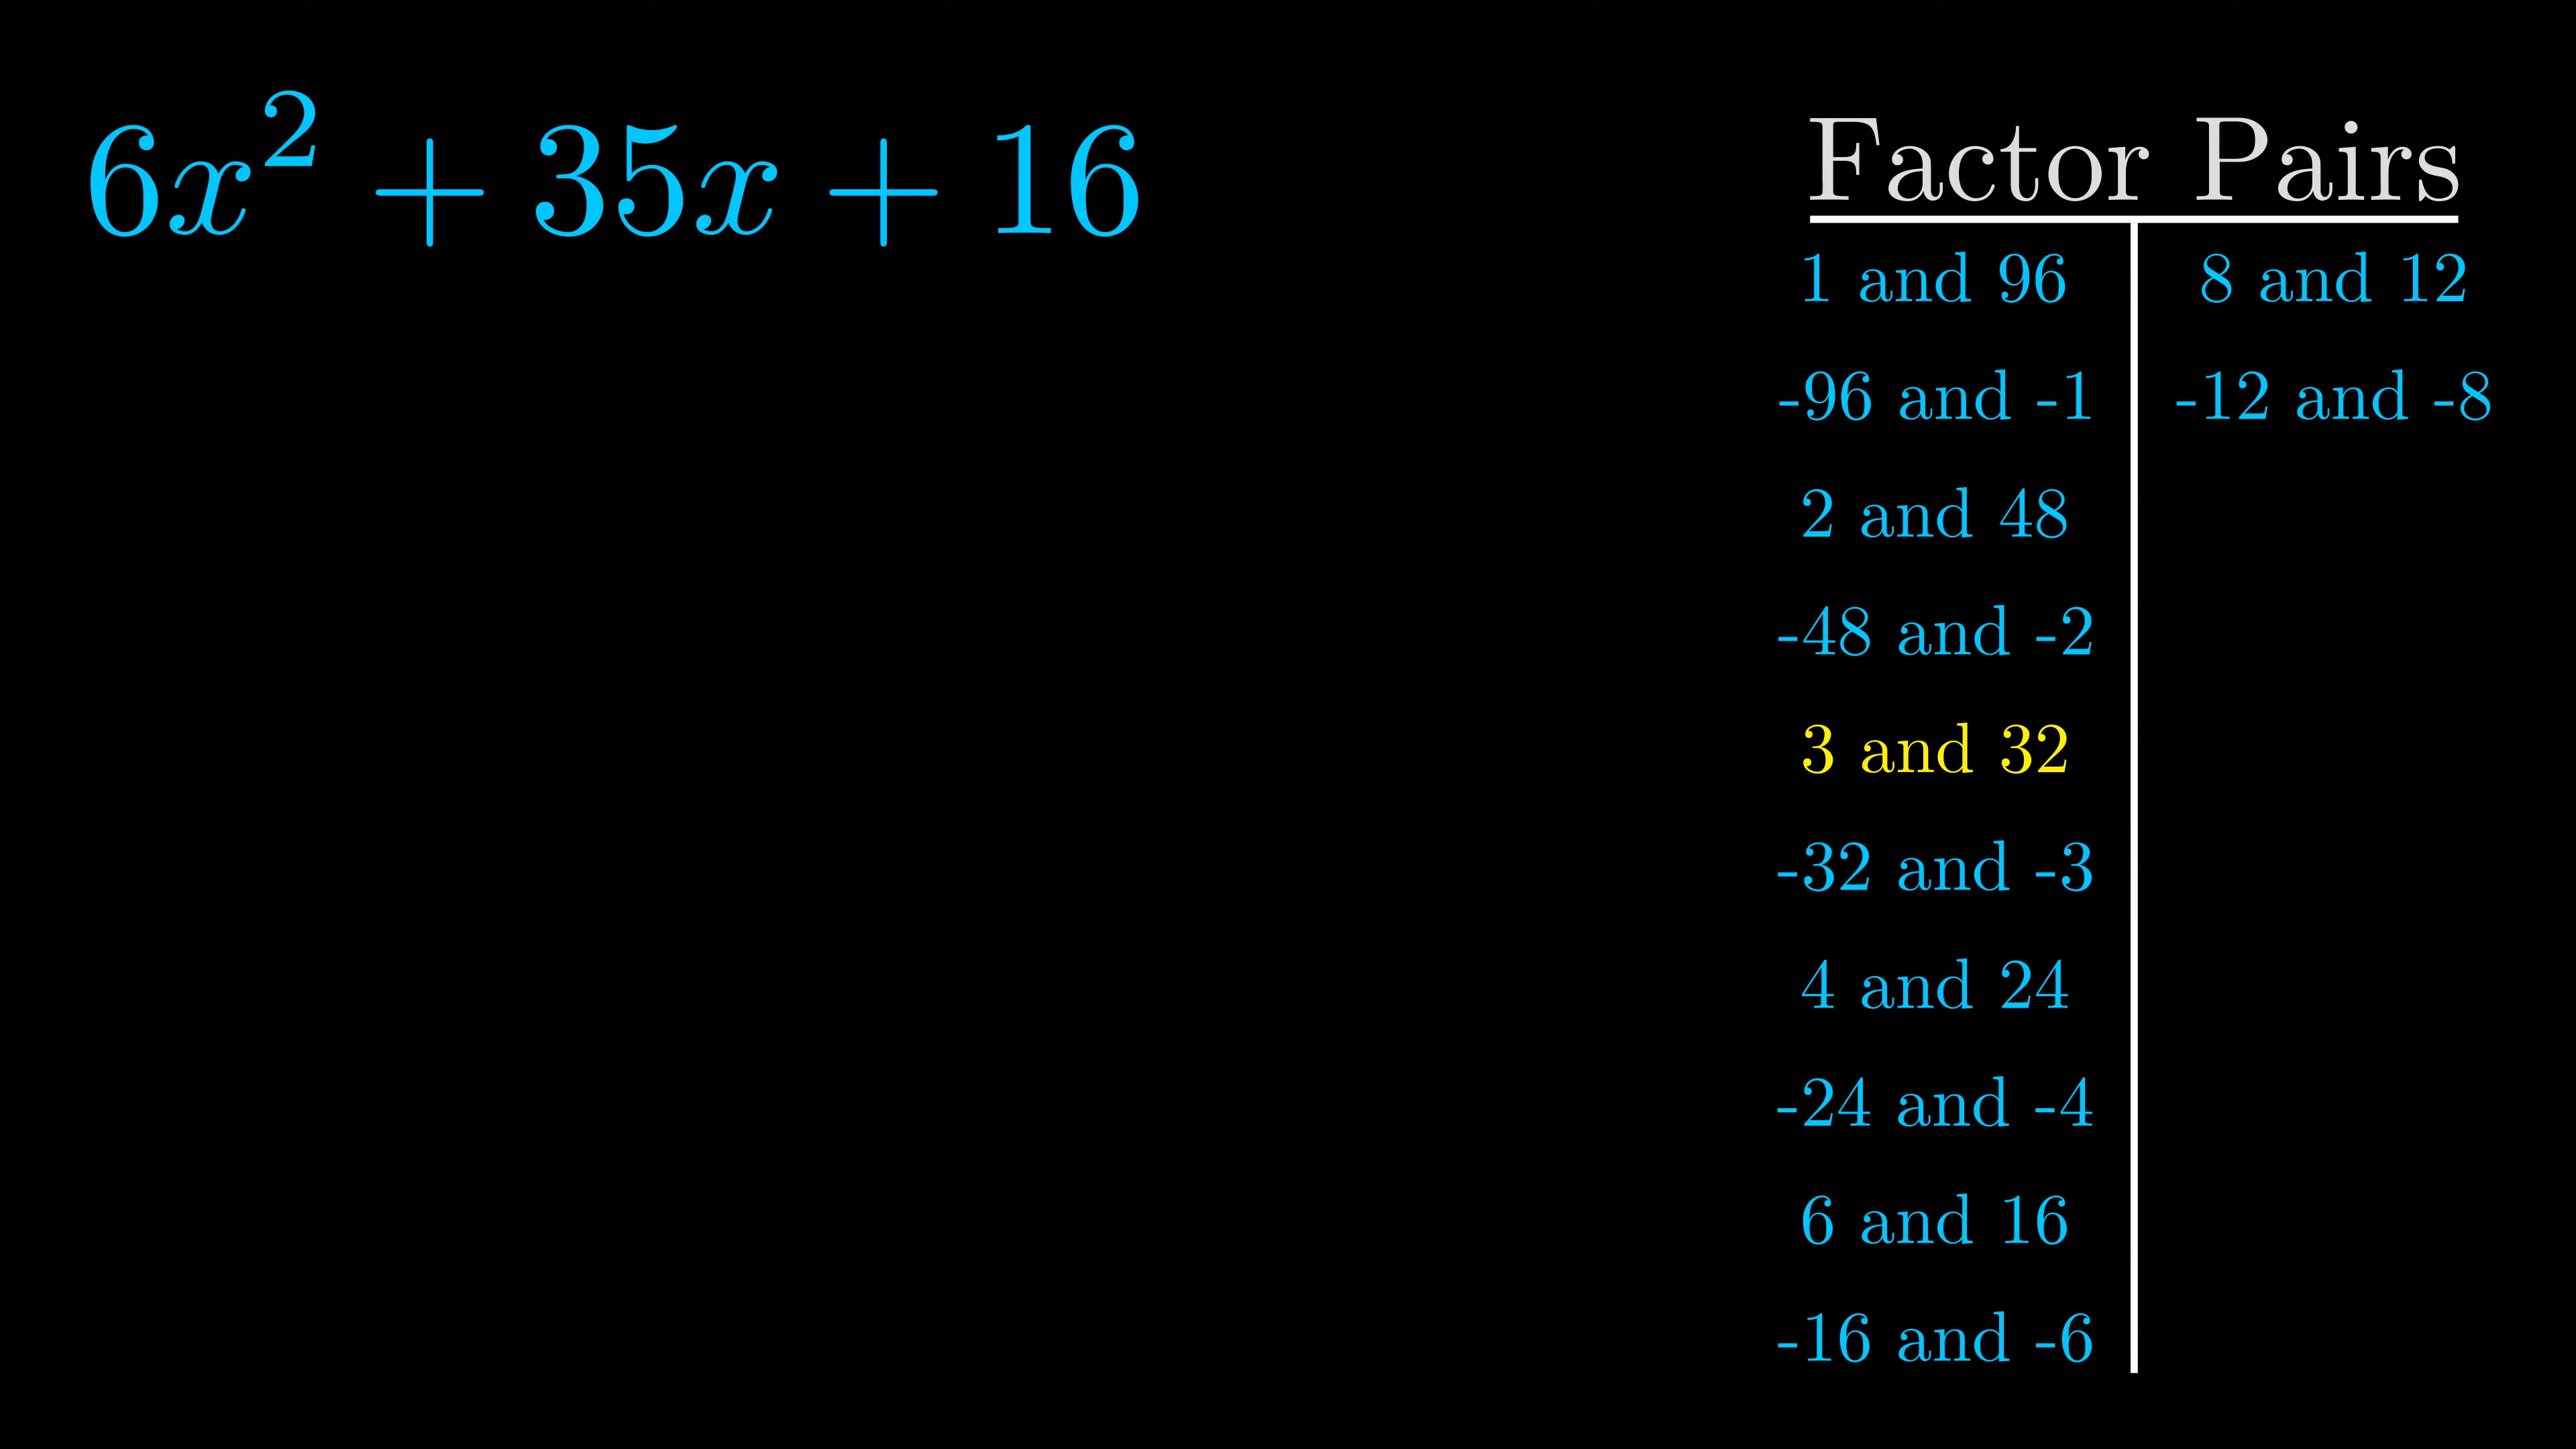 6x² + 35x + 16
Factor Pairs
1 and 96
-96 and -1
2 and 48
-48 and -2
3 and 32
-32 and -3
4 and 24
-24 and -4
6 and 16
-16 and -6
8 and 12
-12 and -8